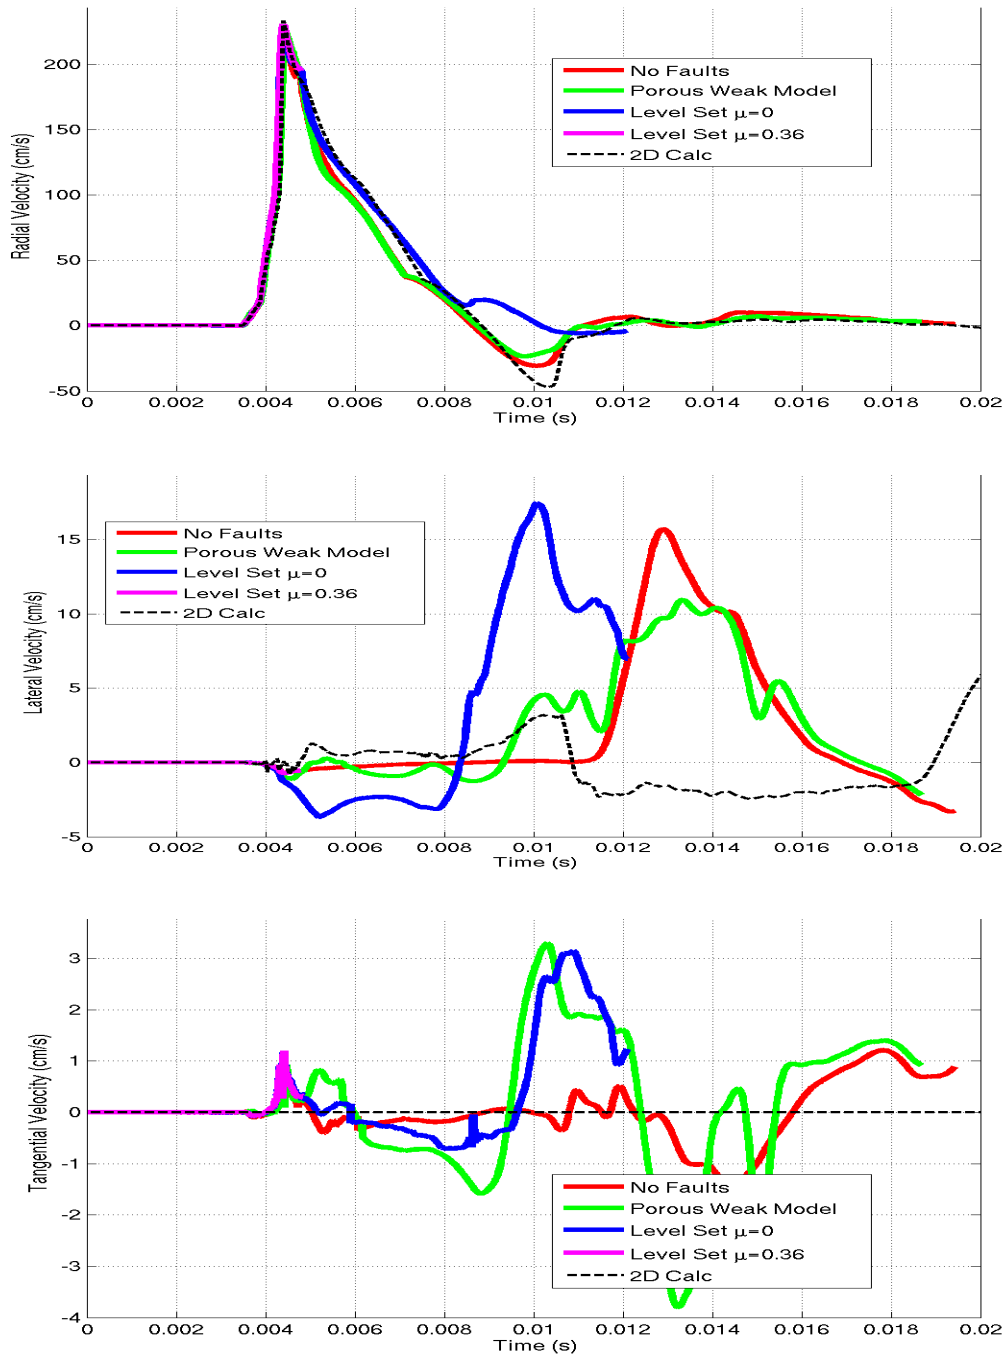 Radial Velocity (cm/s)
200
150
100
50
0
-50
No Faults
Porous Weak Model
Level Set μ=0
Level Set μ=0.36
2D Calc
0 0.002 0.004 0.006 0.008 0.01 0.012 0.014 0.016 0.018 0.02
Time (s)
Lateral Velocity (cm/s)
15
10
5
0
-5
No Faults
Porous Weak Model
Level Set μ=0
Level Set μ=0.36
2D Calc
0 0.002 0.004 0.006 0.008 0.01 0.012 0.014 0.016 0.018 0.02
Time (s)
Tangential Velocity (cm/s)
3
2
1
0
-1
-2
-3
-4
No Faults
Porous Weak Model
Level Set μ=0
Level Set μ=0.36
2D Calc
0 0.002 0.004 0.006 0.008 0.01 0.012 0.014 0.016 0.018 0.02
Time (s)